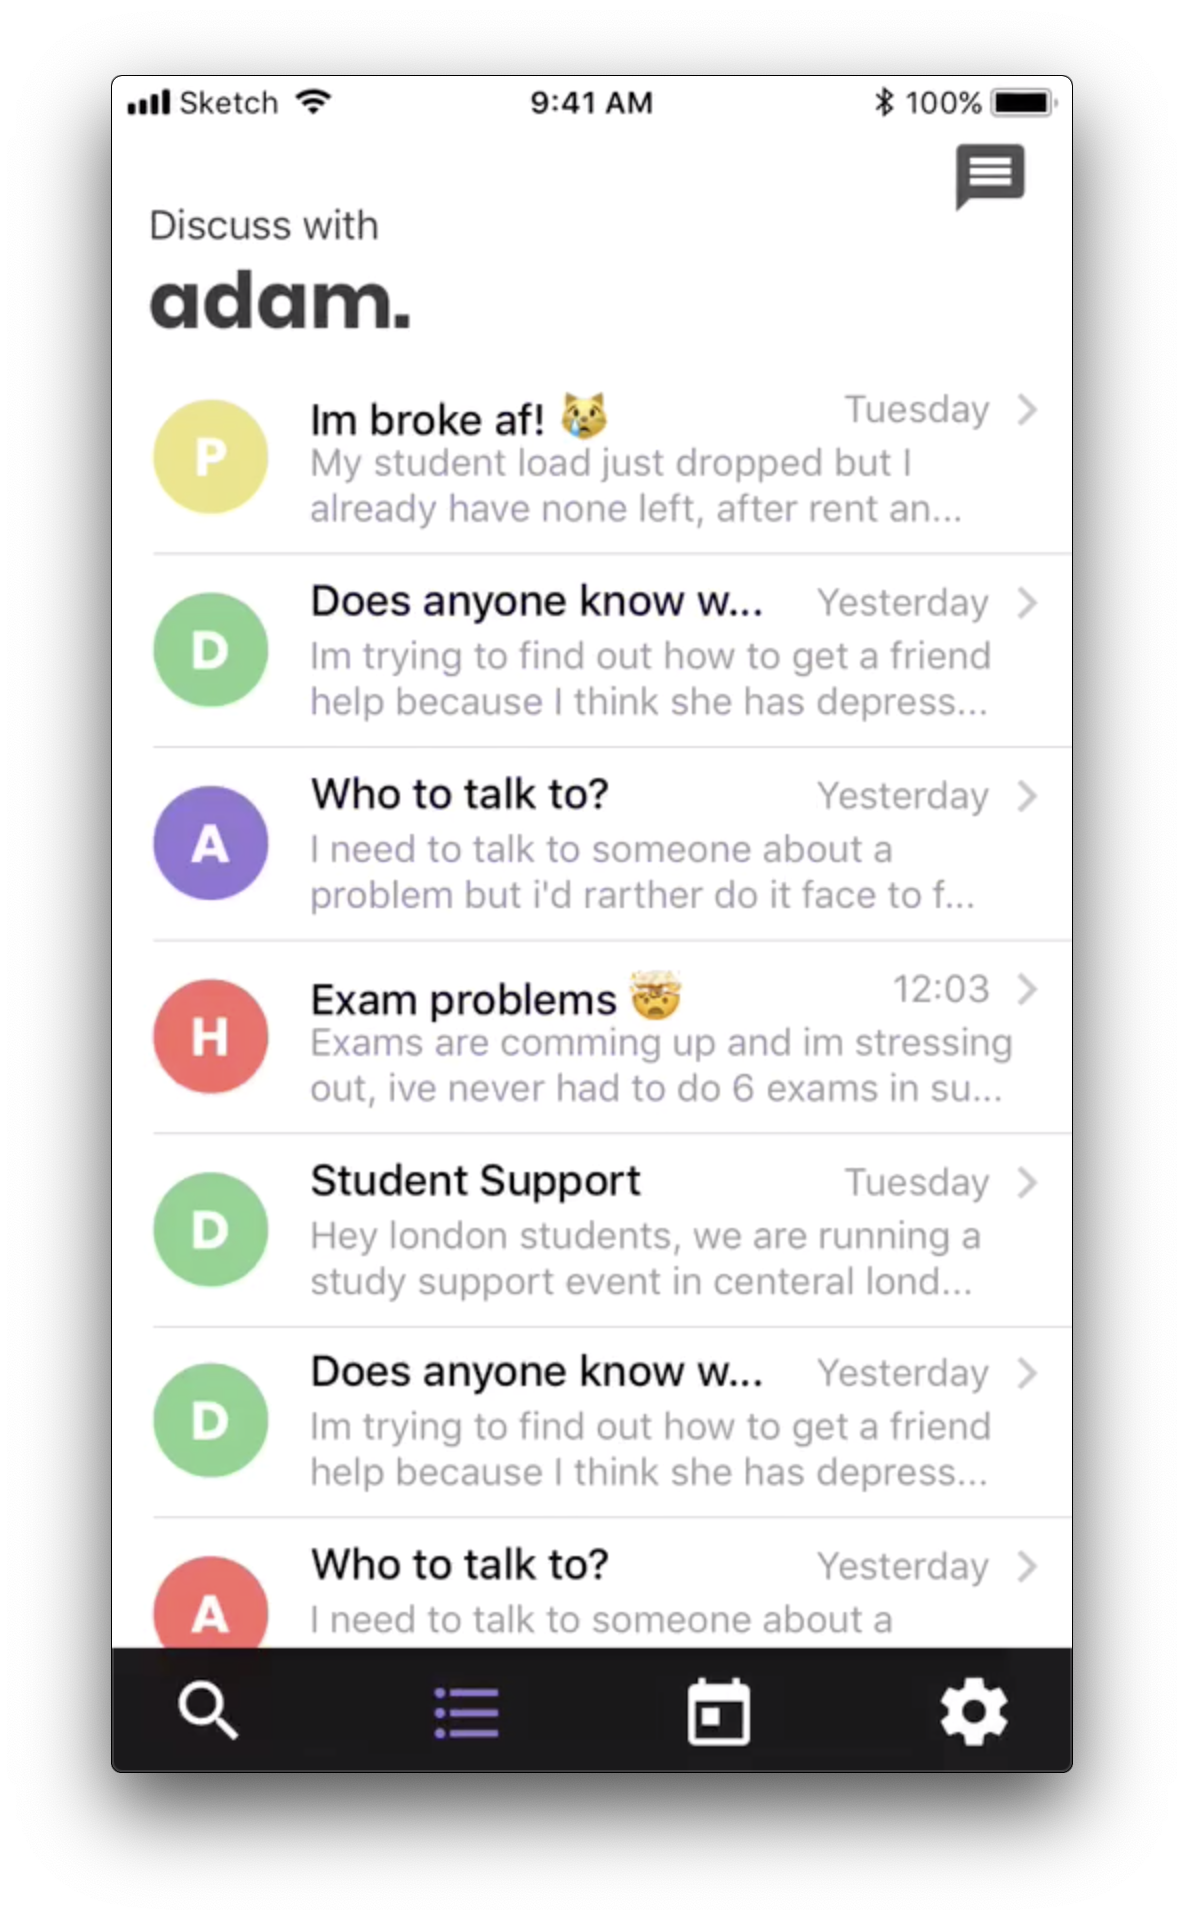 Sketch 9:41 AM 100%
Discuss with
adam.
P
Im broke af! 😿 Tuesday
My student load just dropped but I
already have none left, after rent an...
D
Does anyone know w... Yesterday
Im trying to find out how to get a friend
help because I think she has depress...
A
Who to talk to? Yesterday
I need to talk to someone about a
problem but i'd rarther do it face to f...
H
Exam problems 🤯 12:03
Exams are comming up and im stressing
out, ive never had to do 6 exams in su...
D
Student Support Tuesday
Hey london students, we are running a
study support event in centeral lond...
D
Does anyone know w... Yesterday
Im trying to find out how to get a friend
help because I think she has depress...
A
Who to talk to? Yesterday
I need to talk to someone about a